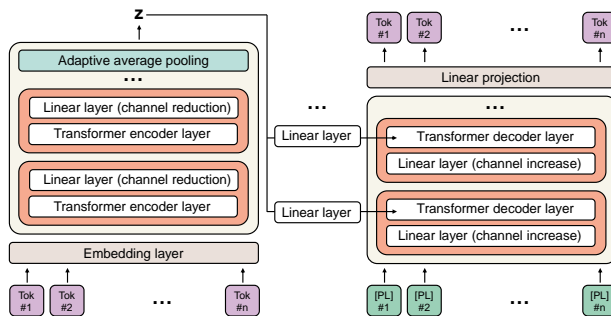 z
Adaptive average pooling
...
Linear layer (channel reduction)
Transformer encoder layer
Linear layer (channel reduction)
Transformer encoder layer
Embedding layer
Tok
#1
Tok
#2
...
Tok
#n
...
Linear layer
Linear layer
Tok
#1
Tok
#2
...
Tok
#n
Linear projection
...
Transformer decoder layer
Linear layer (channel increase)
Transformer decoder layer
Linear layer (channel increase)
[PL]
#1
[PL]
#2
...
[PL]
#n